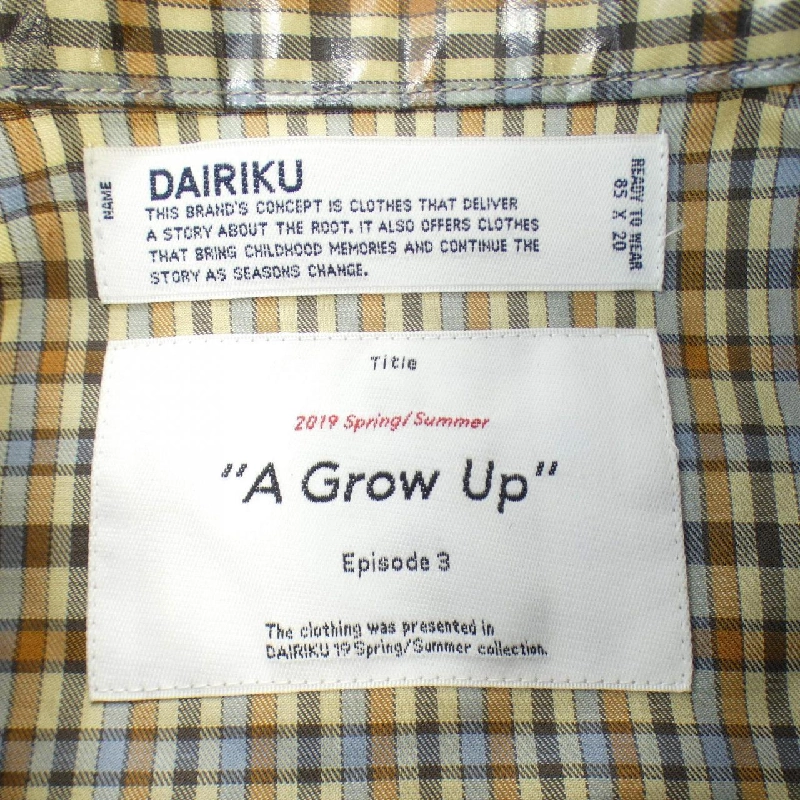 NAME
DAIRIKU
THIS BRAND'S CONCEPT IS CLOTHES THAT DELIVER
A STORY ABOUT THE ROOT. IT ALSO OFFERS CLOTHES
THAT BRING CHILDHOOD MEMORIES AND CONTINUE THE
STORY AS SEASONS CHANGE.
READY TO WEAR
85 X 20
Title
2019 Spring/Summer
"A Grow Up"
Episode 3
The clothing was presented in
DAIRIKU 19 Spring/Summer collection.